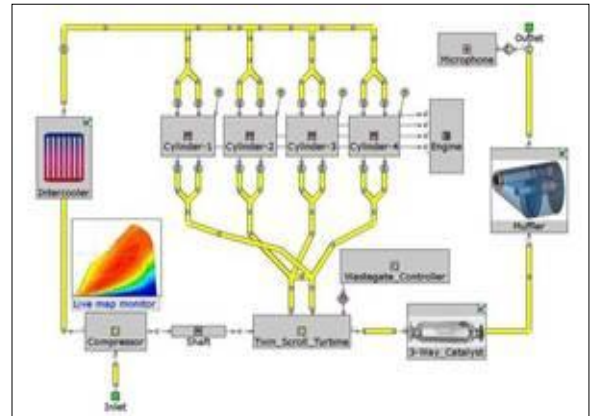 Outlet
Microphone
Cylinder-1
Cylinder-2
Cylinder-3
Cylinder-4
Engine
Intercooler
Muffler
Wastegate_Controller
Live map monitor
Compressor
Shaft
Twin_Scroll_Turbine
3-Way_Catalyst
Inlet